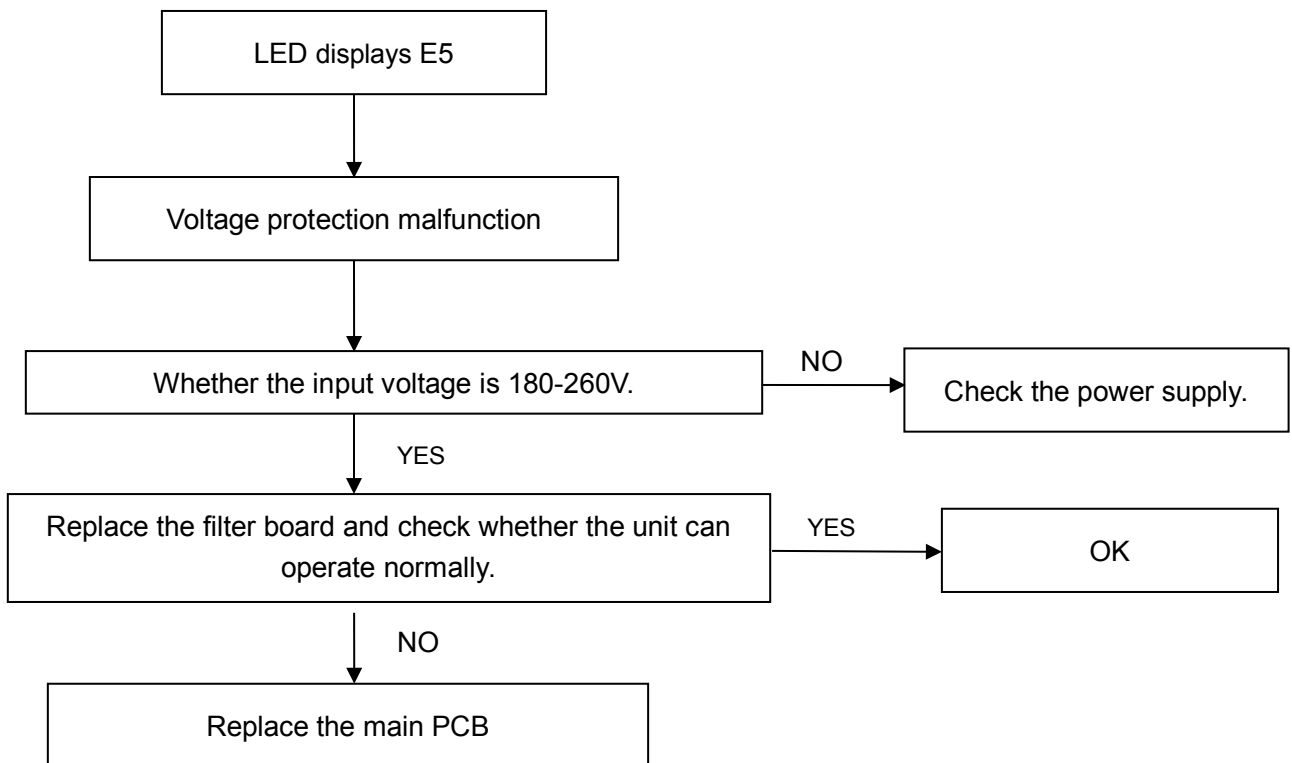 LED displays E5
Voltage protection malfunction
Whether the input voltage is 180-260V.
NO
Check the power supply.
YES
Replace the filter board and check whether the unit can
operate normally.
YES
OK
NO
Replace the main PCB